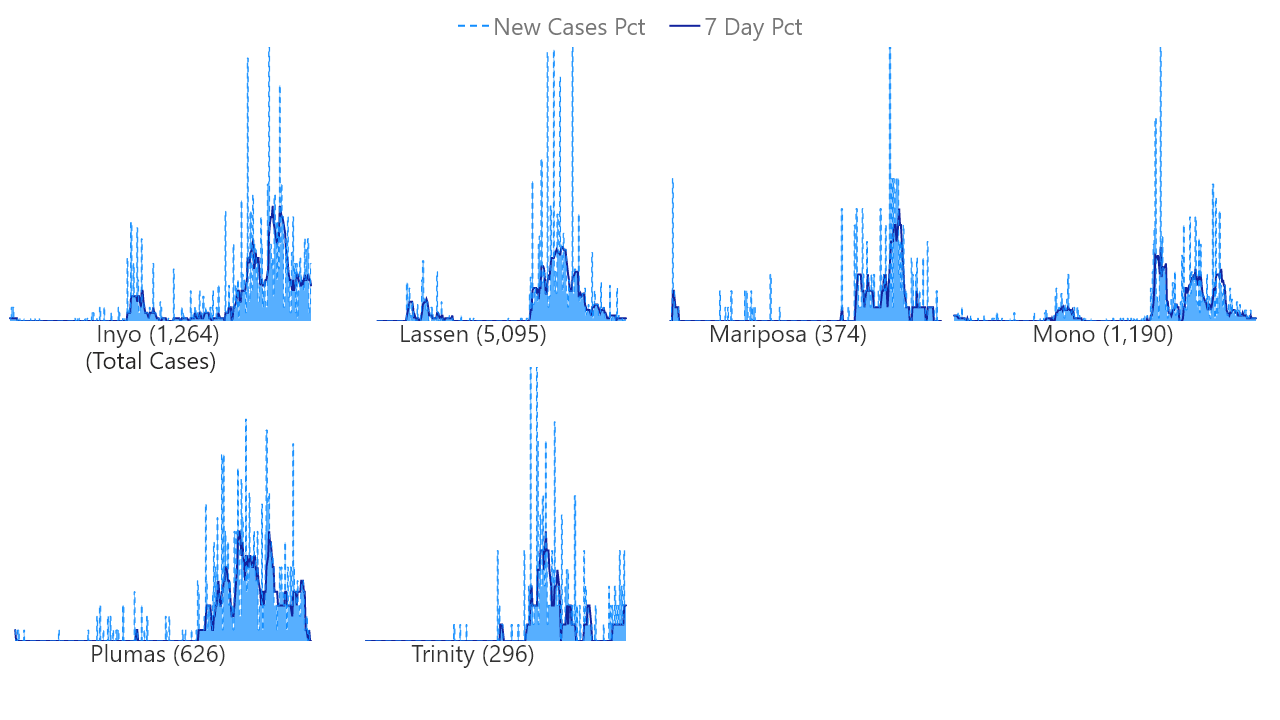 New Cases Pct 7 Day Pct
Inyo (1,264) Lassen (5,095) Mariposa (374) Mono (1,190)
(Total Cases)
Plumas (626) Trinity (296)